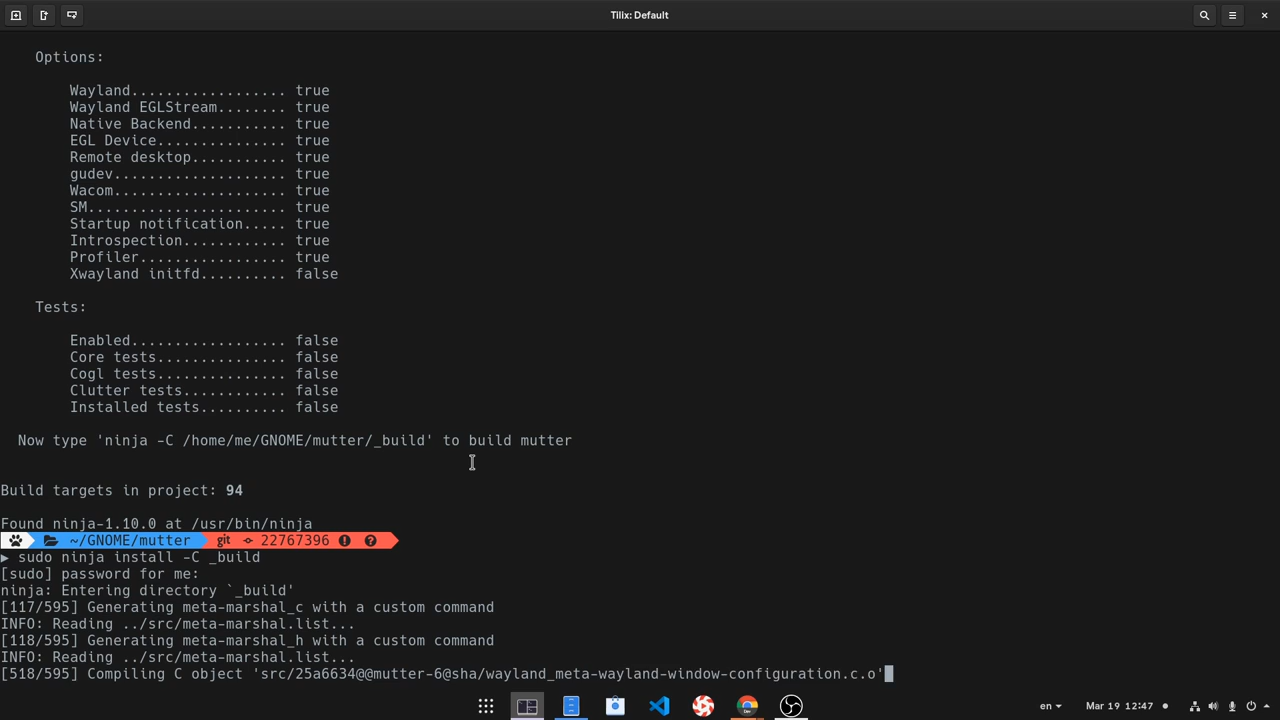 Tilix: Default
Options:
Wayland.................. true
Wayland EGLStream........ true
Native Backend........... true
EGL Device............... true
Remote desktop........... true
gudev.................... true
Wacom.................... true
SM....................... true
Startup notification..... true
Introspection............ true
Profiler................. true
Xwayland initfd.......... false
Tests:
Enabled.................. false
Core tests............... false
Cogl tests............... false
Clutter tests............ false
Installed tests.......... false
Now type 'ninja -C /home/me/GNOME/mutter/_build' to build mutter
Build targets in project: 94
Found ninja-1.10.0 at /usr/bin/ninja
~/GNOME/mutter git 22767396
▶ sudo ninja install -C _build
[sudo] password for me:
ninja: Entering directory `_build'
[117/595] Generating meta-marshal_c with a custom command
INFO: Reading ../src/meta-marshal.list...
[118/595] Generating meta-marshal_h with a custom command
INFO: Reading ../src/meta-marshal.list...
[518/595] Compiling C object 'src/25a6634@@mutter-6@sha/wayland_meta-wayland-window-configuration.c.o'
en Mar 19 12:47